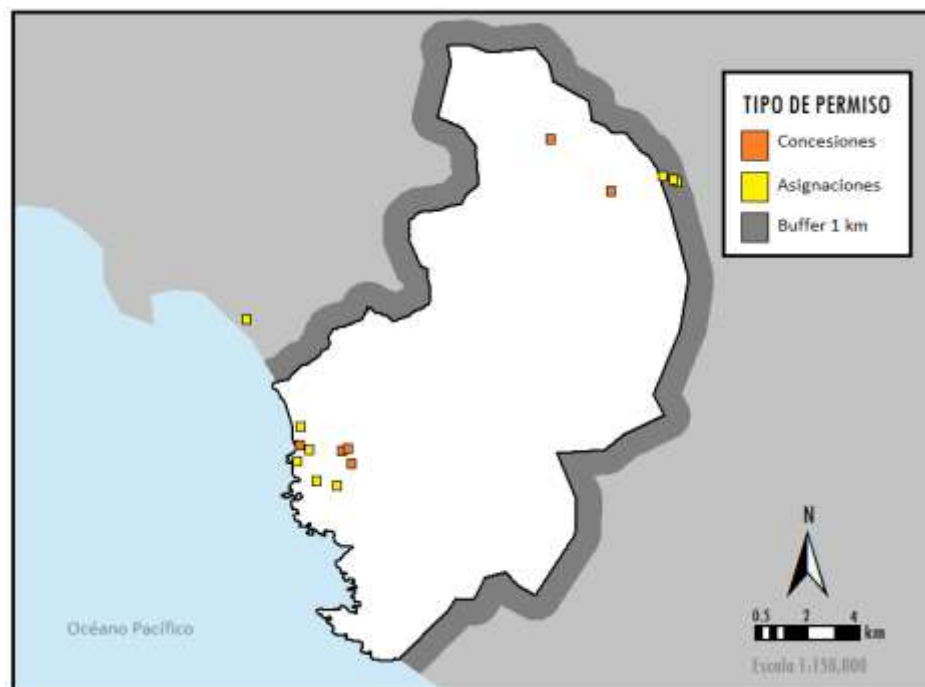 TIPO DE PERMISO
Concesiones
Asignaciones
Buffer 1 km
N
0.5 2 4
km
Escala 1:150,000
Océano Pacífico